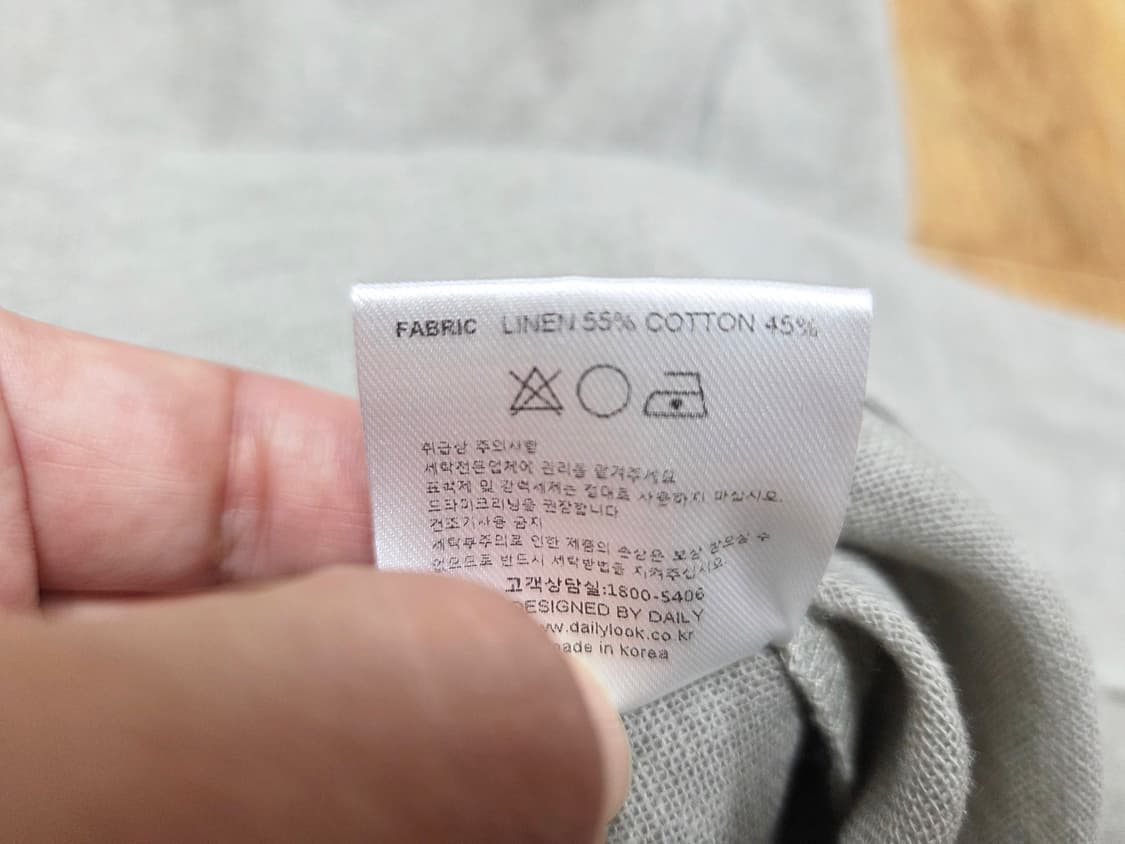 FABRIC LINEN 55% COTTON 45%
취급상 주의사항
세탁전문업체에 관리를 맡겨주세요
표백제 및 강력세제는 절대로 사용하지 마십시오.
드라이크리닝을 권장합니다
건조기사용 금지
세탁부주의로 인한 제품의 손상은 보상 받으실 수
없으므로 반드시 세탁방법을 지켜주십시오.
고객상담실:1800-5406
DESIGNED BY DAILY
www.dailylook.co.kr
made in Korea